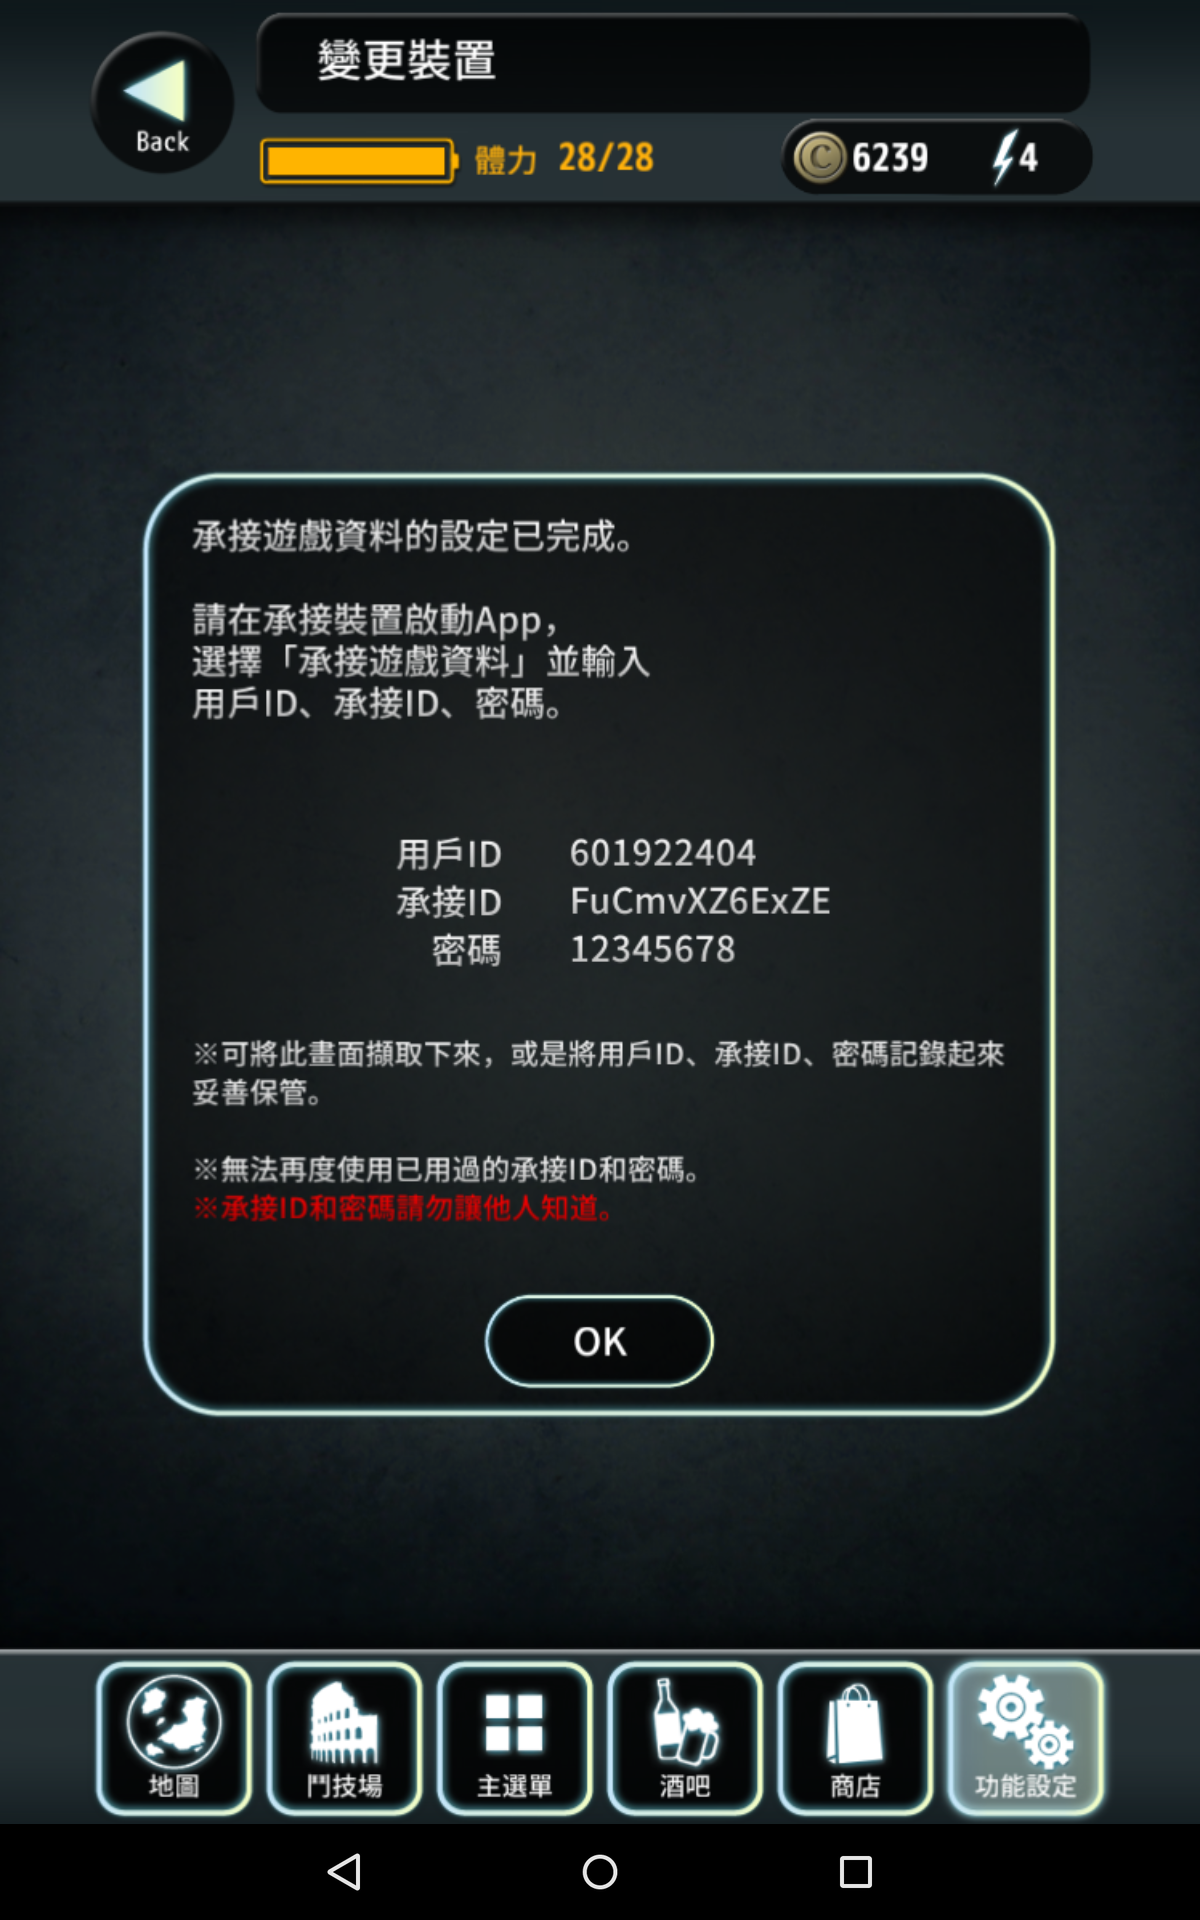 變更裝置
Back
體力 28/28
C 6239 4
承接遊戲資料的設定已完成。
請在承接裝置啟動App，
選擇「承接遊戲資料」並輸入
用戶ID、承接ID、密碼。
用戶ID 601922404
承接ID FuCmvXZ6ExZE
密碼 12345678
※可將此畫面擷取下來，或是將用戶ID、承接ID、密碼記錄起來
妥善保管。
※無法再度使用已用過的承接ID和密碼。
※承接ID和密碼請勿讓他人知道。
OK
地圖 鬥技場 主選單 酒吧 商店 功能設定